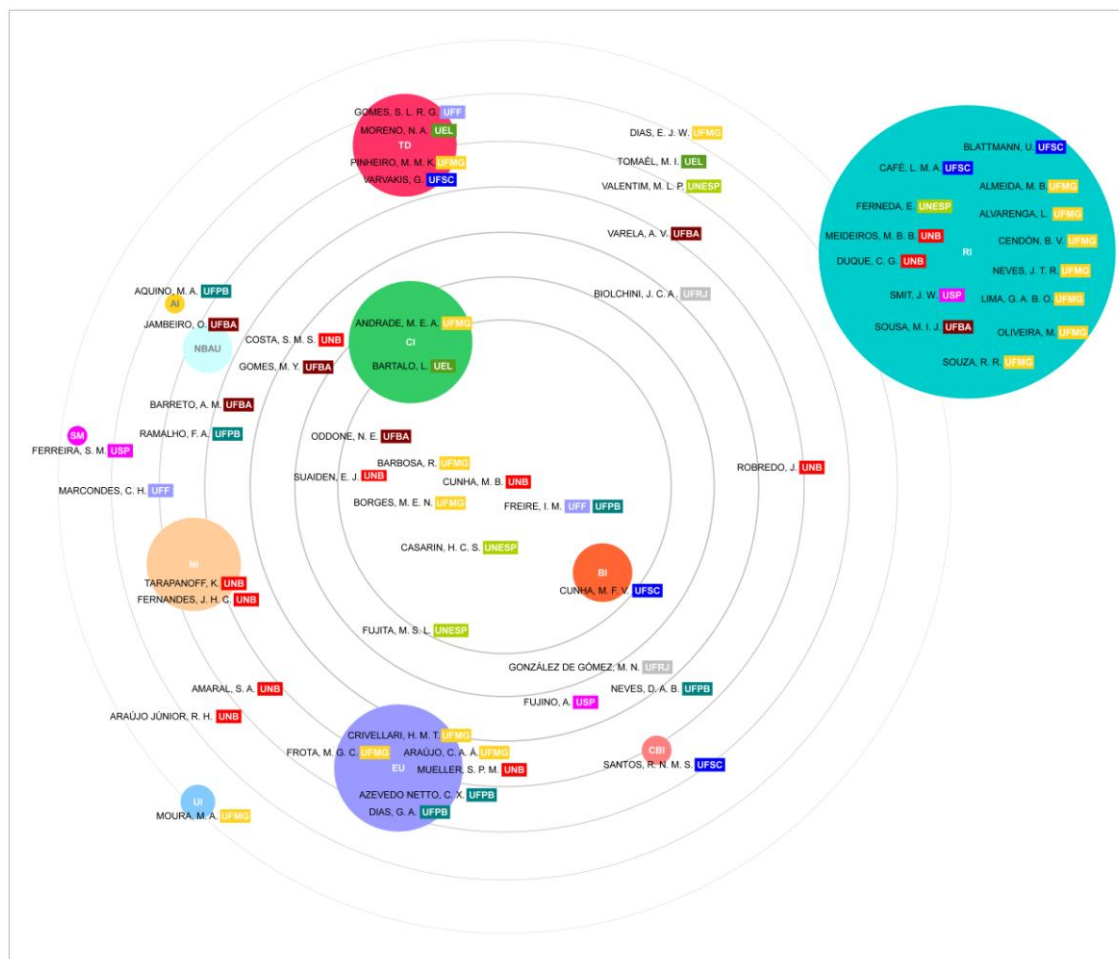 GOMES, S. L. R. G. UFF
MORENO, N. A. UEL
TD
PINHEIRO, M. M. K. UFMG
VARVAKIS, G. UFSC
DIAS, E. J. W. UFMG
TOMAÉL, M. I. UEL
VALENTIM, M. L. P. UNESP
VARELA, A. V. UFBA
BIOLCHINI, J. C. A. UFRJ
BLATTMANN, U. UFSC
CAFÉ, L. M. A. UFSC
ALMEIDA, M. B. UFMG
FERNEDA, E. UNESP
ALVARENGA, L. UFMG
MEIDEIROS, M. B. B. UNB
CENDÓN, B. V. UFMG
RI
DUQUE, C. G. UNB
NEVES, J. T. R. UFMG
SMIT, J. W. USP
LIMA, G. A. B. O. UFMG
SOUSA, M. I. J. UFBA
OLIVEIRA, M. UFMG
SOUZA, R. R. UFMG
AQUINO, M. A. UFPB
AI
JAMBEIRO, O. UFBA
NBAU
COSTA, S. M. S. UNB
GOMES, M. Y. UFBA
ANDRADE, M. E. A. UFMG
CI
BARTALO, L. UEL
BARRETO, A. M. UFBA
RAMALHO, F. A. UFPB
SM
FERREIRA, S. M. USP
MARCONDES, C. H. UFF
ODDONE, N. E. UFBA
BARBOSA, R. UFMG
SUAIDEN, E. J. UNB
CUNHA, M. B. UNB
BORGES, M. E. N. UFMG
FREIRE, I. M. UFF UFPB
ROBREDO, J. UNB
CASARIN, H. C. S. UNESP
NI
TARAPANOFF, K. UNB
FERNANDES, J. H. C. UNB
BI
CUNHA, M. F. V. UFSC
FUJITA, M. S. L. UNESP
GONZÁLEZ DE GÓMEZ, M. N. UFRJ
NEVES, D. A. B. UFPB
FUJINO, A. USP
AMARAL, S. A. UNB
ARAÚJO JÚNIOR, R. H. UNB
CRIVELLARI, H. M. T. UFMG
FROTA, M. G. C. UFMG
ARAÚJO, C. A. Á. UFMG
EU
MUELLER, S. P. M. UNB
AZEVEDO NETTO, C. X. UFPB
DIAS, G. A. UFPB
CBI
SANTOS, R. N. M. S. UFSC
UI
MOURA, M. A. UFMG